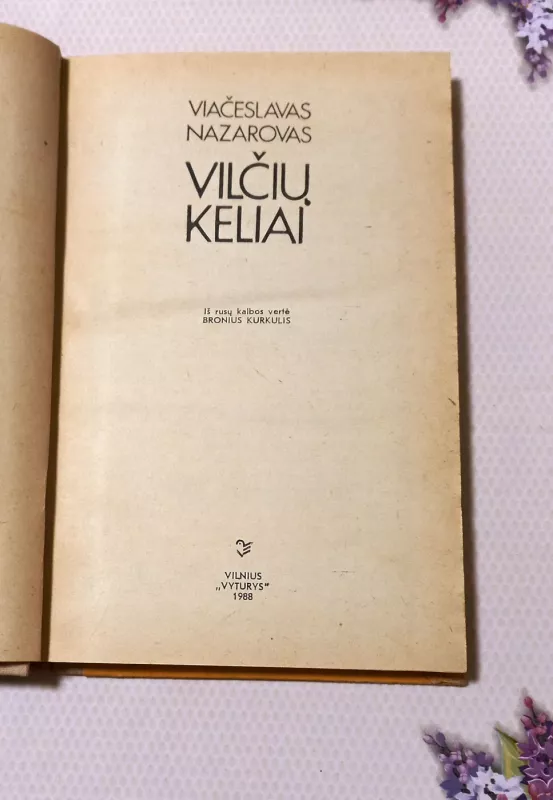 VIAČESLAVAS
NAZAROVAS
VILČIŲ
KELIAI
Iš rusų kalbos vertė
BRONIUS KURKULIS
VILNIUS
„VYTURYS“
1988